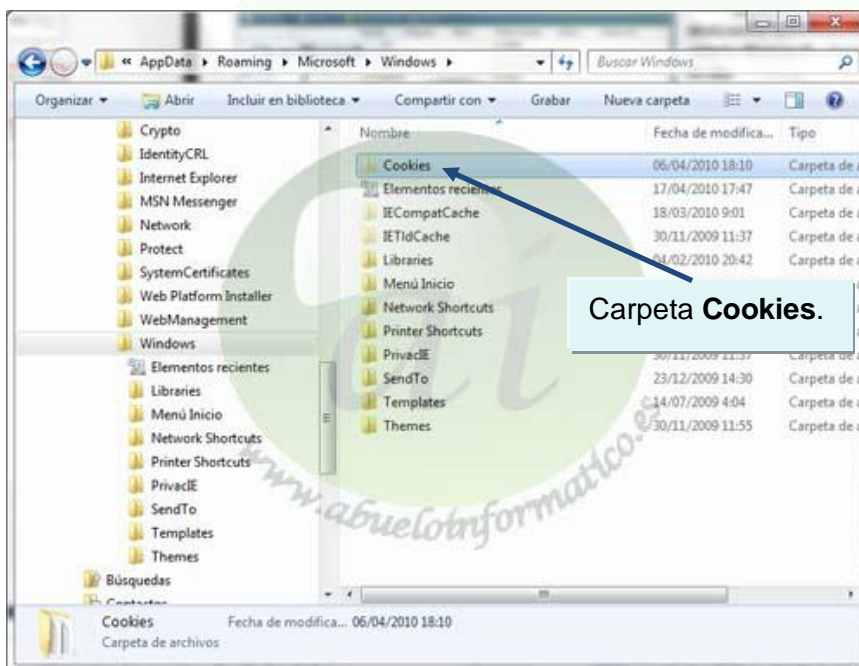 « AppData ▸ Roaming ▸ Microsoft ▸ Windows ▸
Buscar Windows
Organizar Abrir Incluir en biblioteca Compartir con Grabar Nueva carpeta
Crypto
IdentityCRL
Internet Explorer
MSN Messenger
Network
Protect
SystemCertificates
Web Platform Installer
WebManagement
Windows
Elementos recientes
Libraries
Menú Inicio
Network Shortcuts
Printer Shortcuts
PrivacIE
SendTo
Templates
Themes
Búsquedas
Contactos
Nombre Fecha de modifica... Tipo
Cookies 06/04/2010 18:10 Carpeta de
Elementos recientes 17/04/2010 17:47 Carpeta de
IECompatCache 18/03/2010 9:01 Carpeta de
IETldCache 30/11/2009 11:37 Carpeta de
Libraries 04/02/2010 20:42 Carpeta de
Menú Inicio
Network Shortcuts
Printer Shortcuts
PrivacIE 30/11/2009 11:37 Carpeta de
SendTo 23/12/2009 14:30 Carpeta de
Templates 14/07/2009 4:04 Carpeta de
Themes 30/11/2009 11:55 Carpeta de
Carpeta Cookies.
www.abueloinformatico.es
Cookies Fecha de modifica... 06/04/2010 18:10
Carpeta de archivos